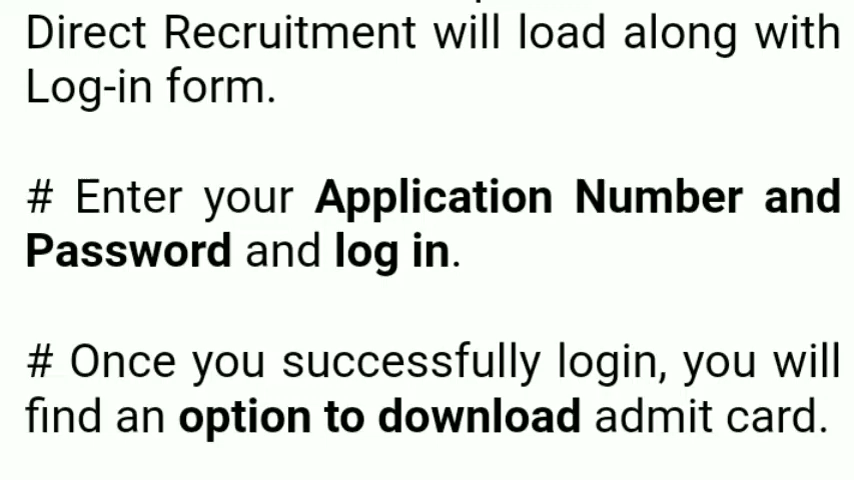 Direct Recruitment will load along with
Log-in form.
# Enter your Application Number and
Password and log in.
# Once you successfully login, you will
find an option to download admit card.